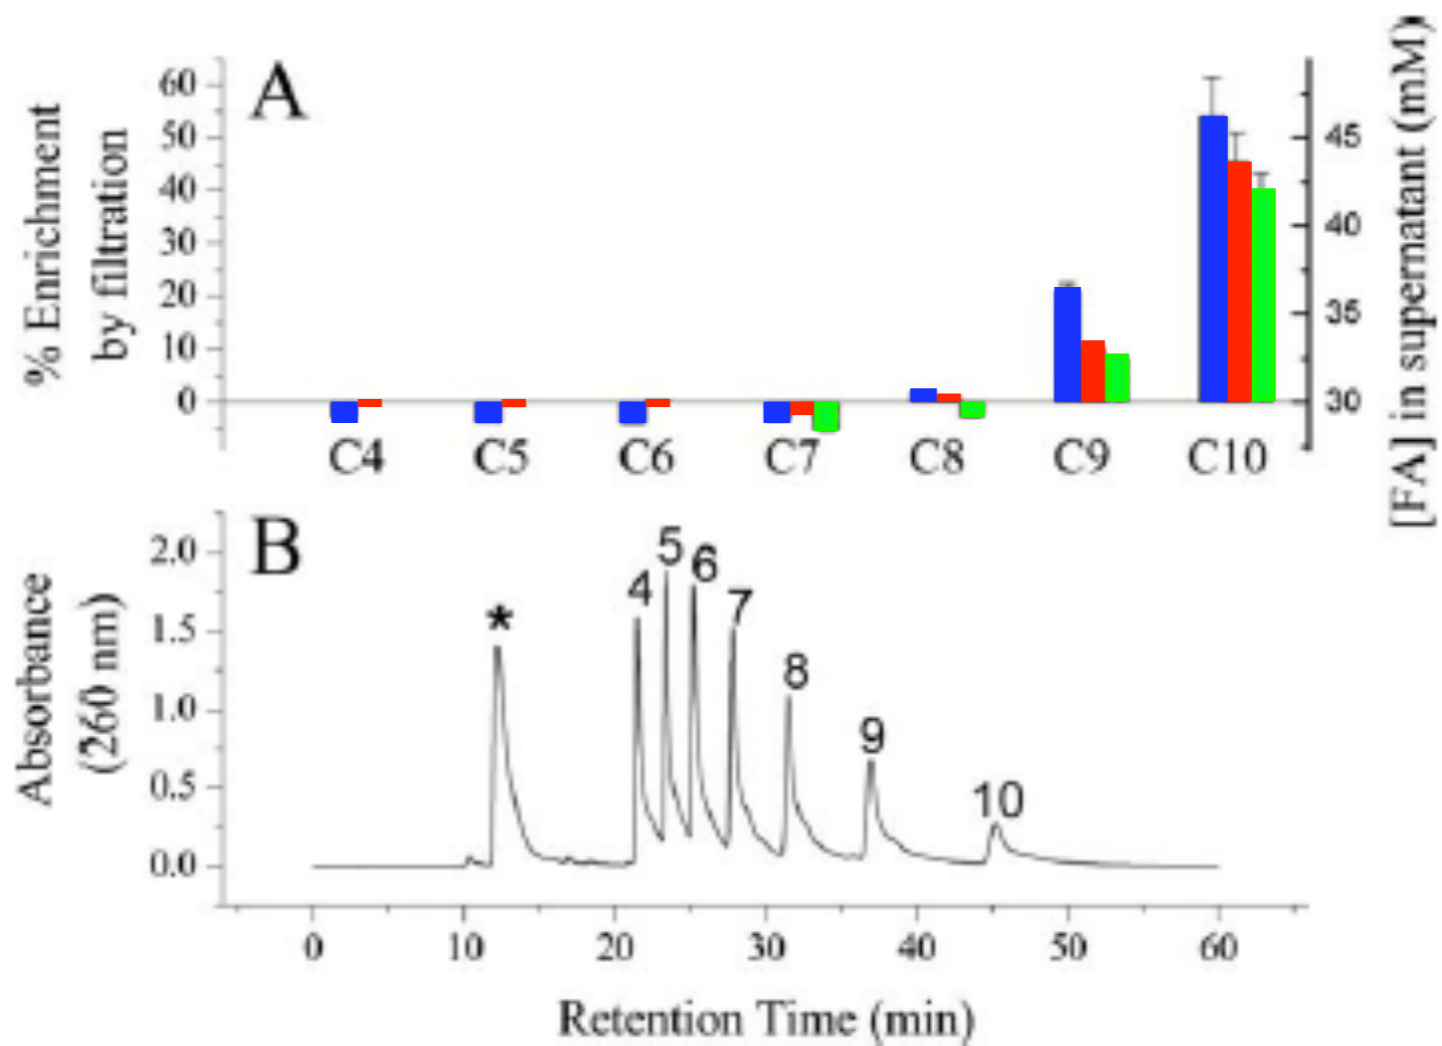 A
% Enrichment
by filtration
60
50
40
30
20
10
0
45
40
35
30
[FA] in supernatant (mM)
C4 C5 C6 C7 C8 C9 C10
B
Absorbance
(260 nm)
2.0
1.5
1.0
0.5
0.0
*
4
5
6
7
8
9
10
0 10 20 30 40 50 60
Retention Time (min)